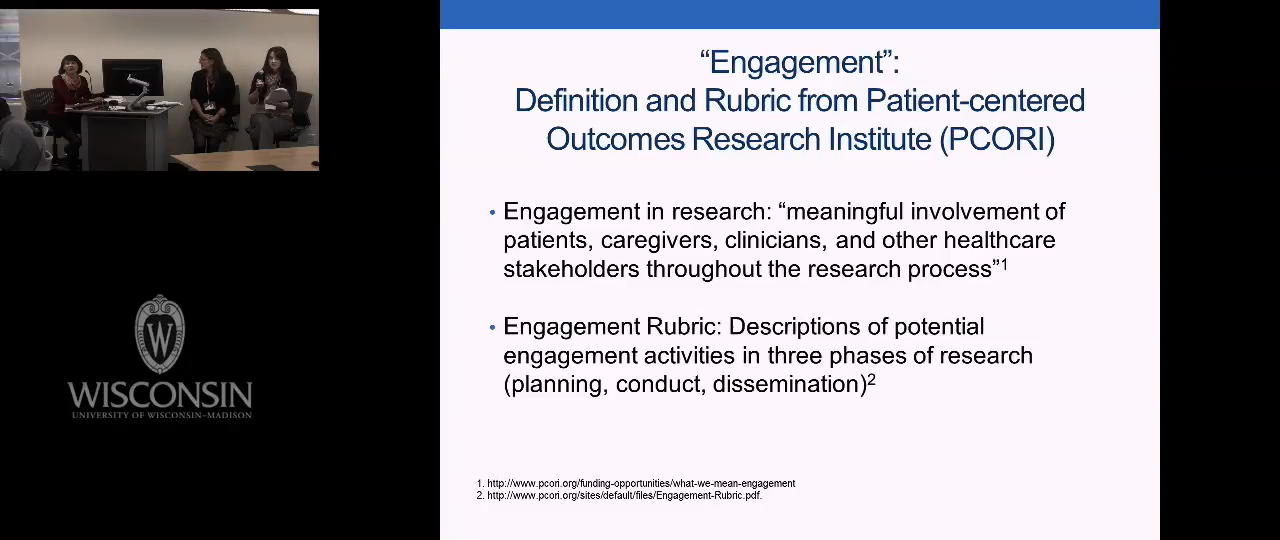 “Engagement”:
Definition and Rubric from Patient-centered
Outcomes Research Institute (PCORI)
• Engagement in research: “meaningful involvement of
patients, caregivers, clinicians, and other healthcare
stakeholders throughout the research process”1
• Engagement Rubric: Descriptions of potential
engagement activities in three phases of research
(planning, conduct, dissemination)2
1. http://www.pcori.org/funding-opportunities/what-we-mean-engagement
2. http://www.pcori.org/sites/default/files/Engagement-Rubric.pdf.
W
WISCONSIN
UNIVERSITY OF WISCONSIN–MADISON